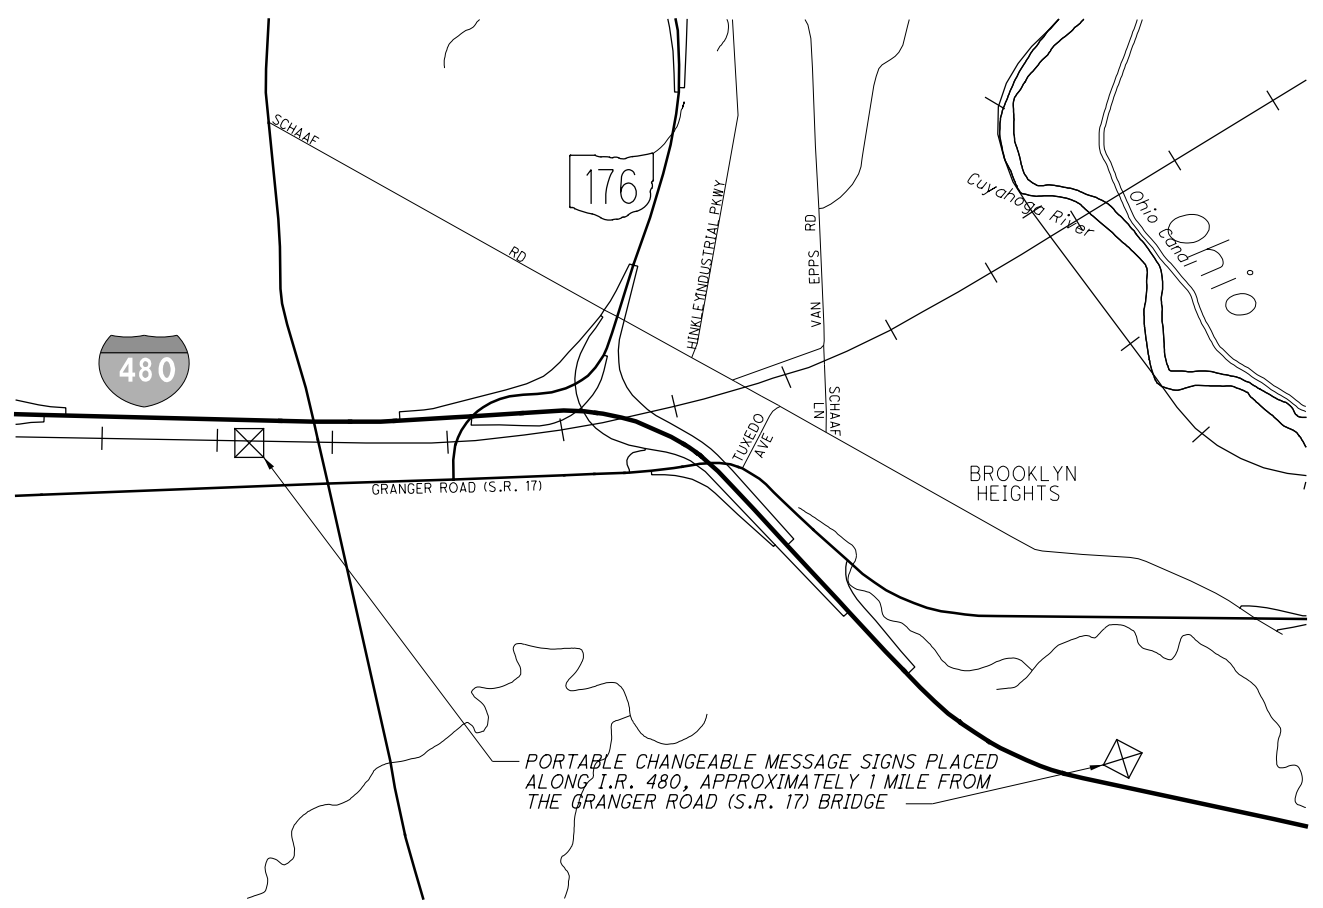 SCHAAF
RD
176
HINKLEYINDUSTRIAL PKWY
VAN EPPS RD
Cuyahoga River
Ohio Canal
Ohio
480
SCHAAF
LN
TUXEDO
AVE
BROOKLYN
HEIGHTS
GRANGER ROAD (S.R. 17)
PORTABLE CHANGEABLE MESSAGE SIGNS PLACED
ALONG I.R. 480, APPROXIMATELY 1 MILE FROM
THE GRANGER ROAD (S.R. 17) BRIDGE